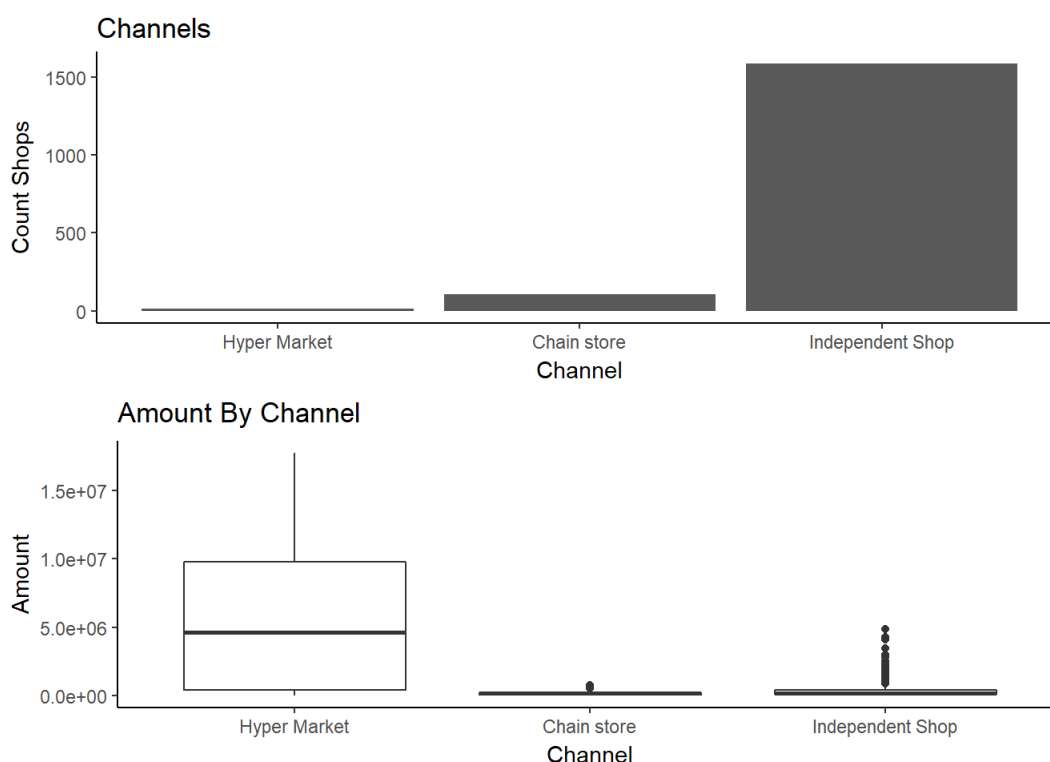 Channels
1500
1000
500
0
Count Shops
Hyper Market Chain store Independent Shop
Channel
Amount By Channel
1.5e+07
1.0e+07
5.0e+06
0.0e+00
Amount
Hyper Market Chain store Independent Shop
Channel